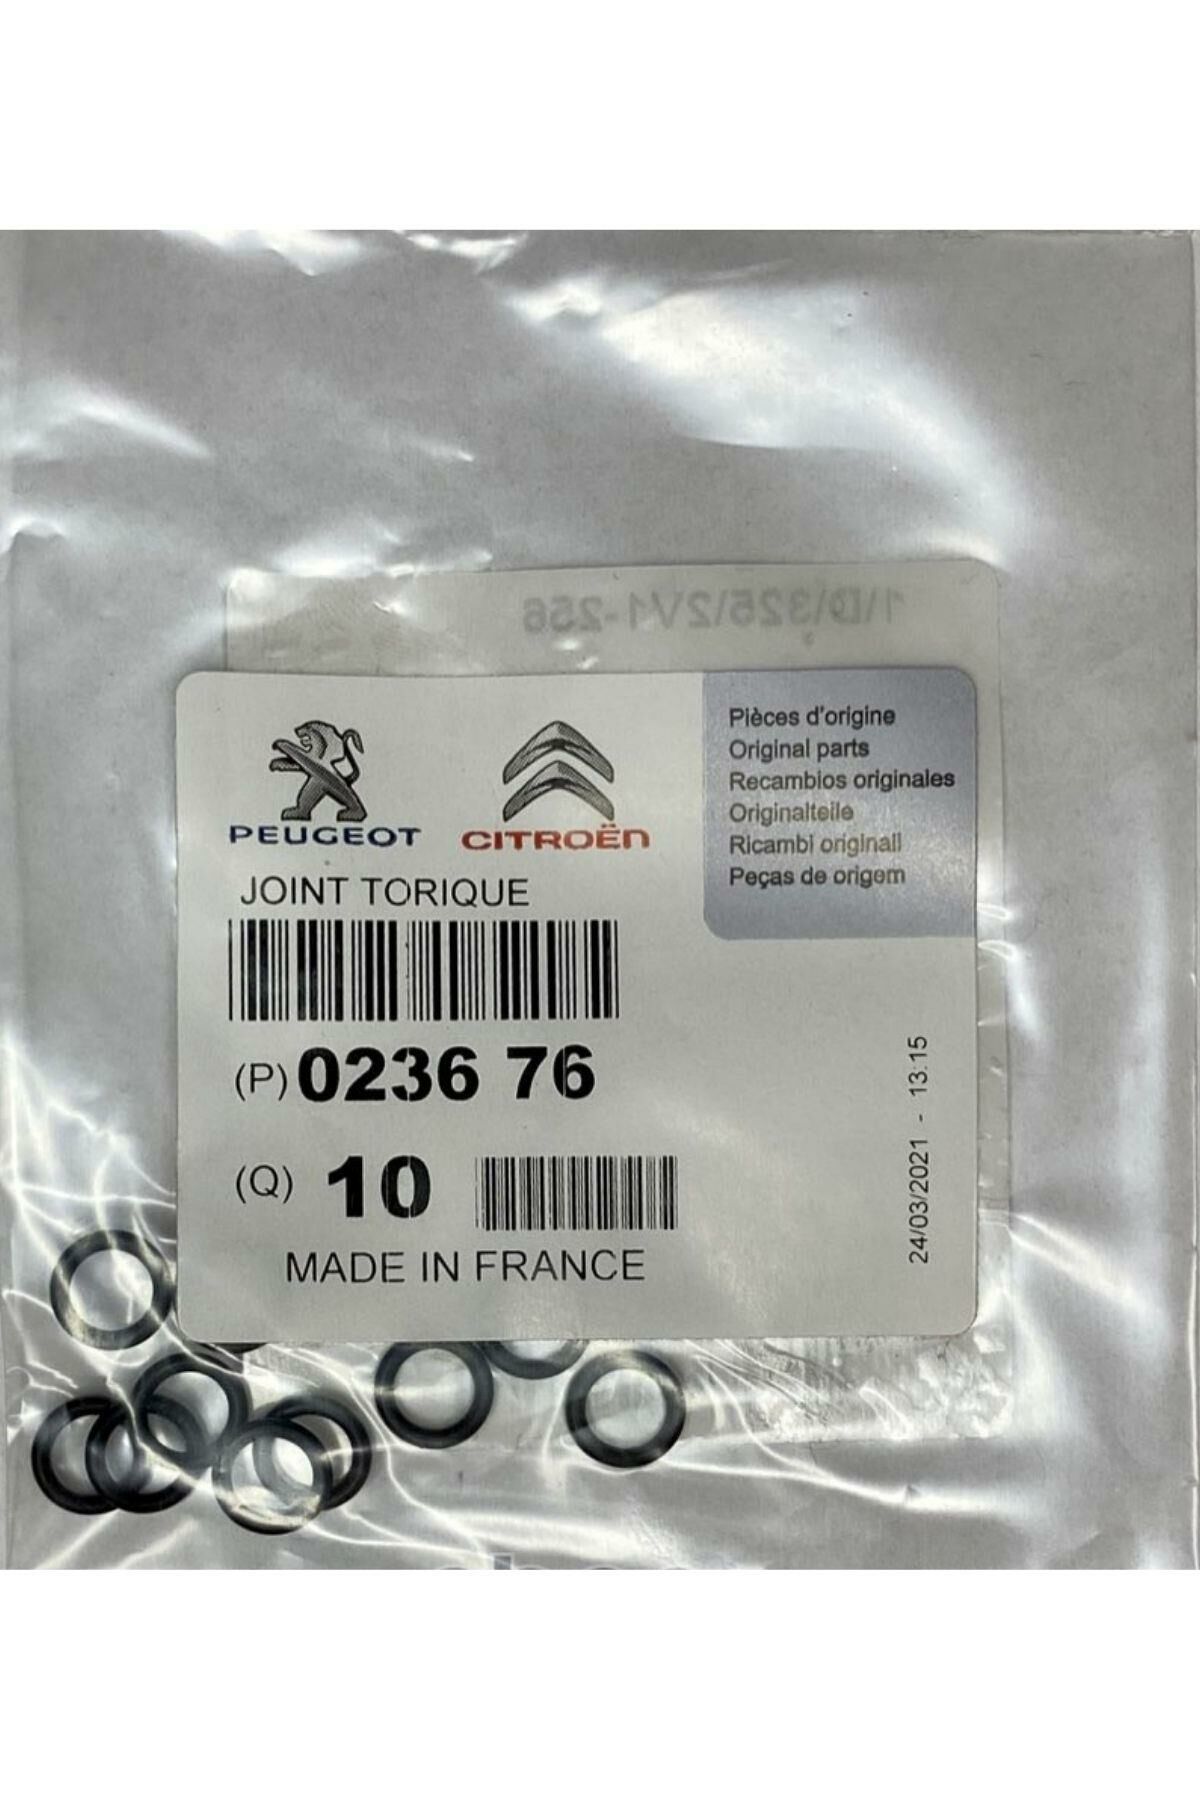 1\D\325\2V1-256
PEUGEOT
CITROËN
Pièces d'origine
Original parts
Recambios originales
Originalteile
Ricambi originali
Peças de origem
JOINT TORIQUE
(P) 0236 76
(Q) 10
MADE IN FRANCE
24/03/2021 - 13.15